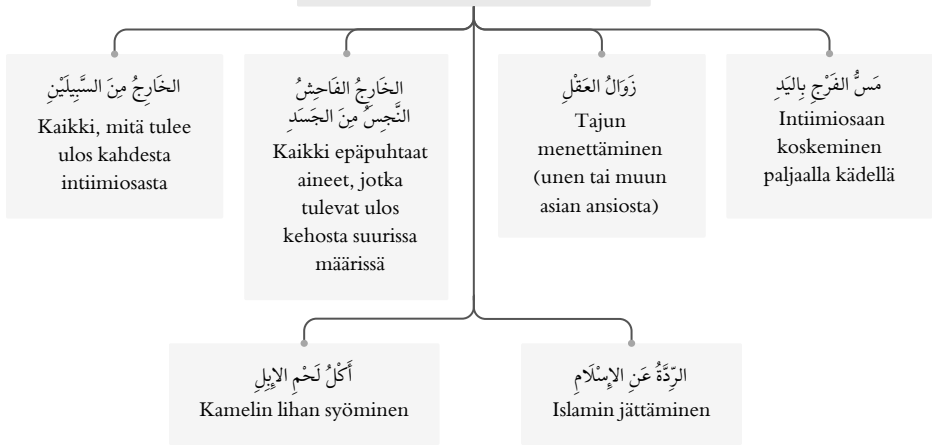 الخَارِجُ مِنَ السَّبِيلَيْنِ
Kaikki, mitä tulee
ulos kahdesta
intiimiosasta
الخَارِجُ الفَاحِشُ
النَّجِسُ مِنَ الجَسَدِ
Kaikki epäpuhtaat
aineet, jotka
tulevat ulos
kehosta suurissa
määrissä
زَوَالُ العَقْلِ
Tajun
menettäminen
(unen tai muun
asian ansiosta)
مَسُّ الفَرْجِ بِاليَدِ
Intiimiosaan
koskeminen
paljaalla kädellä
أَكْلُ لَحْمِ الإِبِلِ
Kamelin lihan syöminen
الرِّدَّةُ عَنِ الإِسْلَامِ
Islamin jättäminen